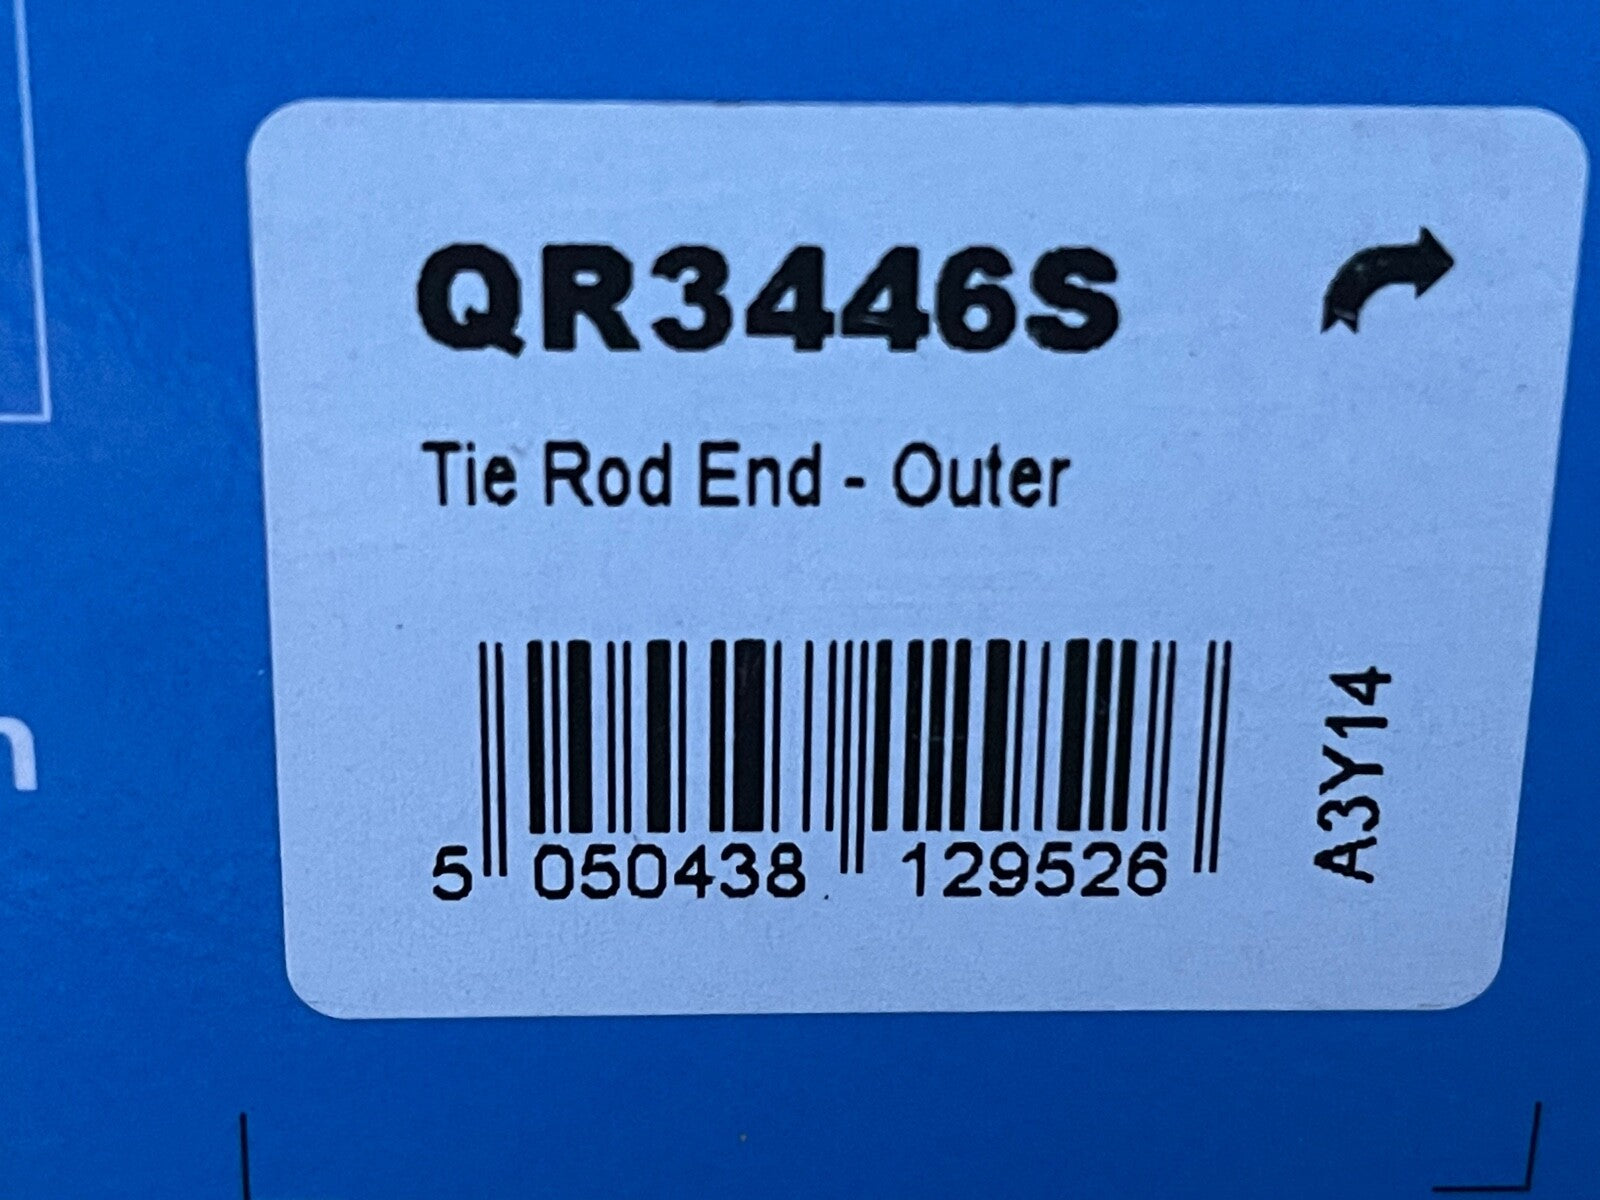 QR3446S
Tie Rod End - Outer
5 050438 129526
A3Y14